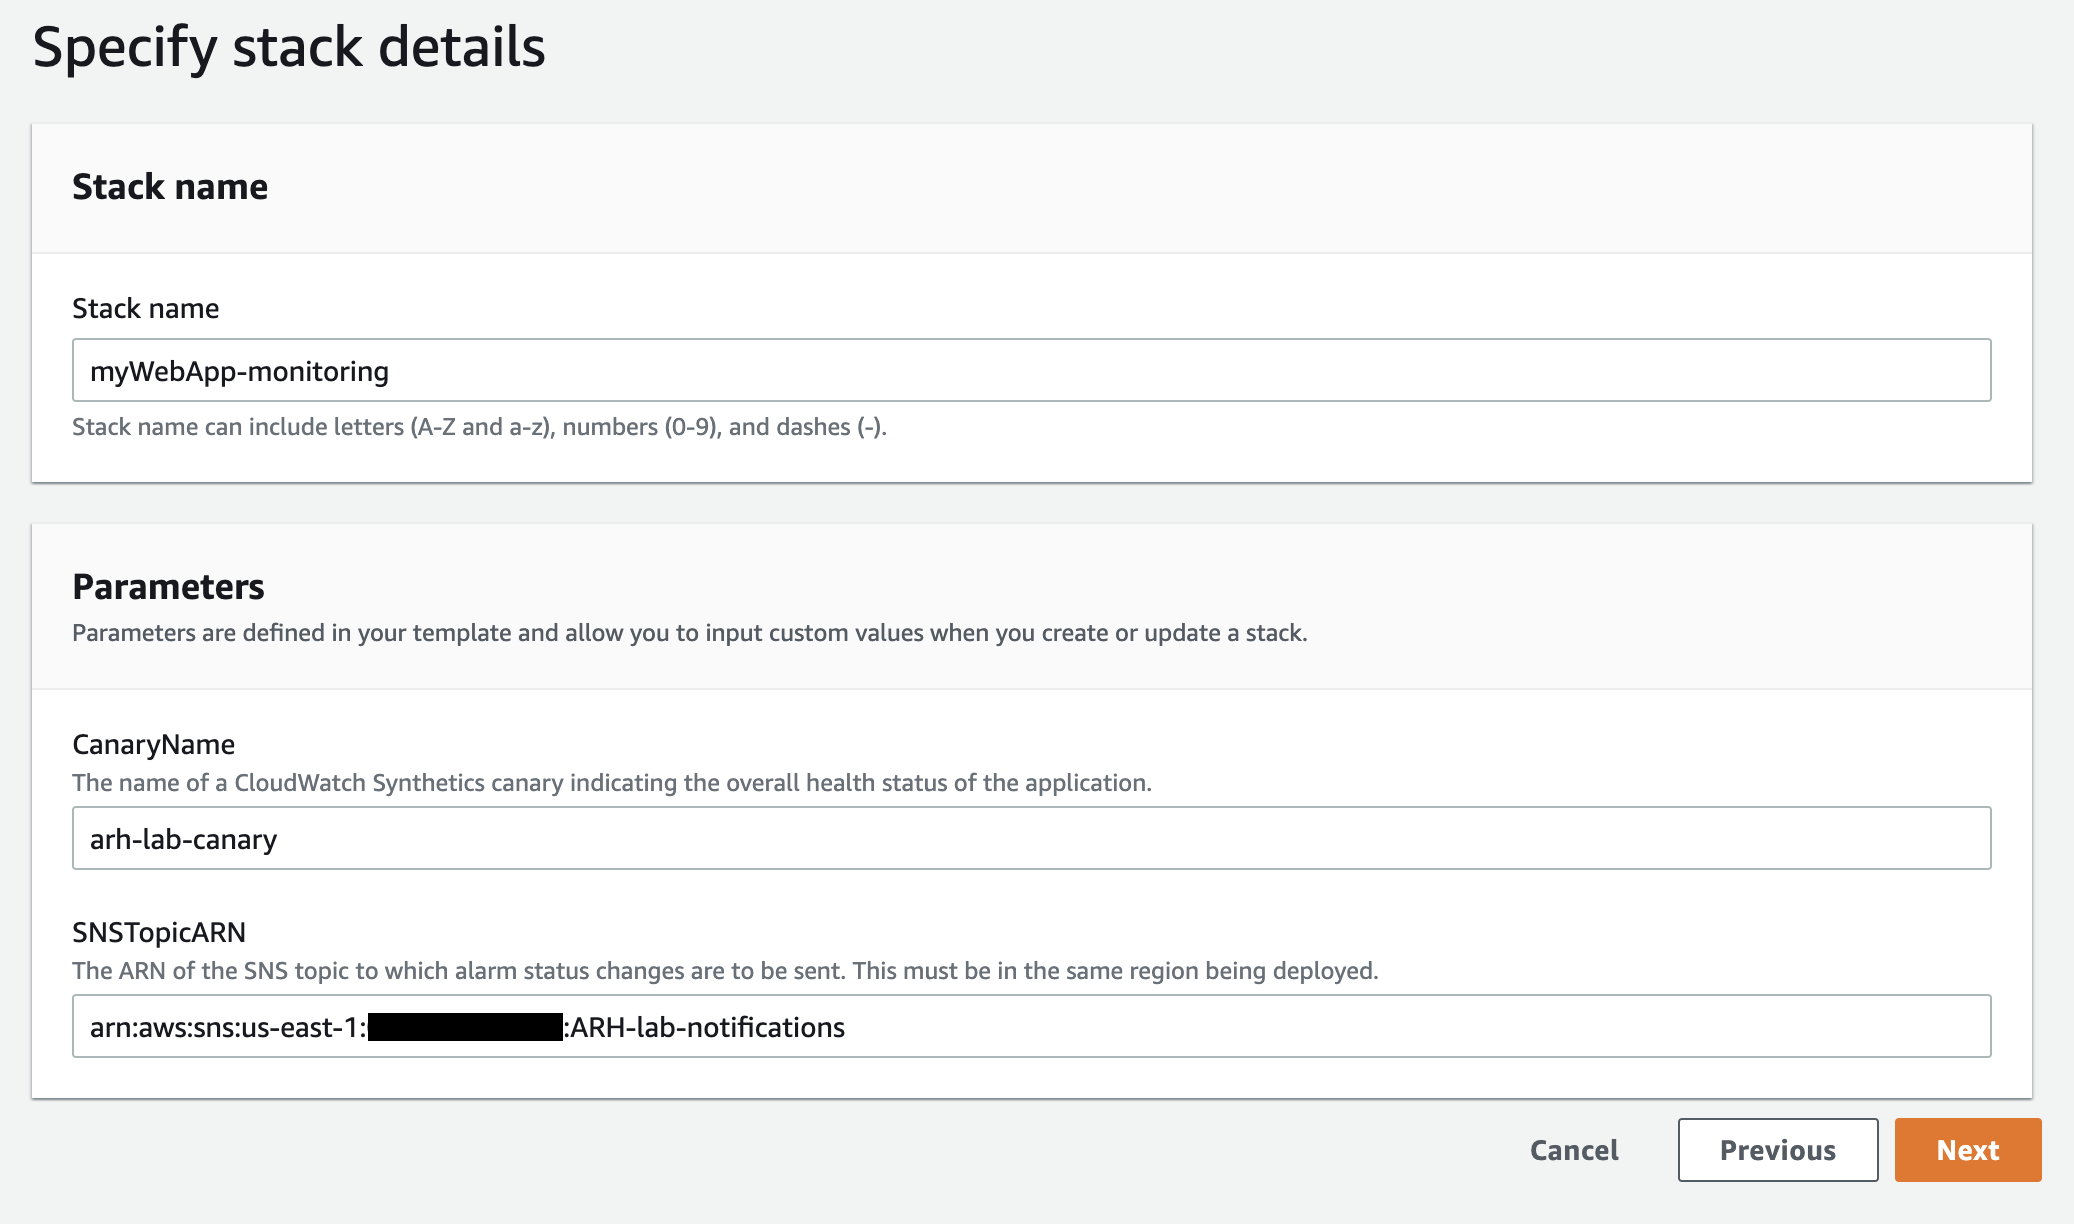 Specify stack details
Stack name
Stack name
myWebApp-monitoring
Stack name can include letters (A-Z and a-z), numbers (0-9), and dashes (-).
Parameters
Parameters are defined in your template and allow you to input custom values when you create or update a stack.
CanaryName
The name of a CloudWatch Synthetics canary indicating the overall health status of the application.
arh-lab-canary
SNSTopicARN
The ARN of the SNS topic to which alarm status changes are to be sent. This must be in the same region being deployed.
arn:aws:sns:us-east-1: :ARH-lab-notifications
Cancel
Previous
Next